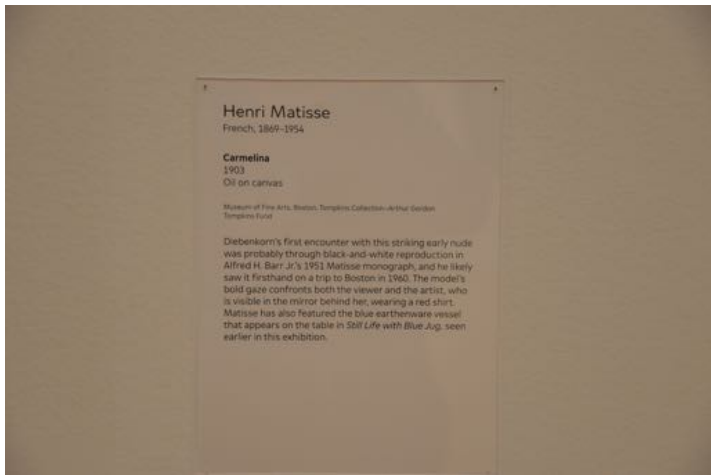 Henri Matisse
French, 1869–1954
Carmelina
1903
Oil on canvas
Museum of Fine Arts, Boston, Tompkins Collection—Arthur Gordon
Tompkins Fund
Diebenkorn's first encounter with this striking early nude
was probably through black-and-white reproduction in
Alfred H. Barr Jr.'s 1951 Matisse monograph, and he likely
saw it firsthand on a trip to Boston in 1960. The model's
bold gaze confronts both the viewer and the artist, who
is visible in the mirror behind her, wearing a red shirt.
Matisse has also featured the blue earthenware vessel
that appears on the table in Still Life with Blue Jug, seen
earlier in this exhibition.